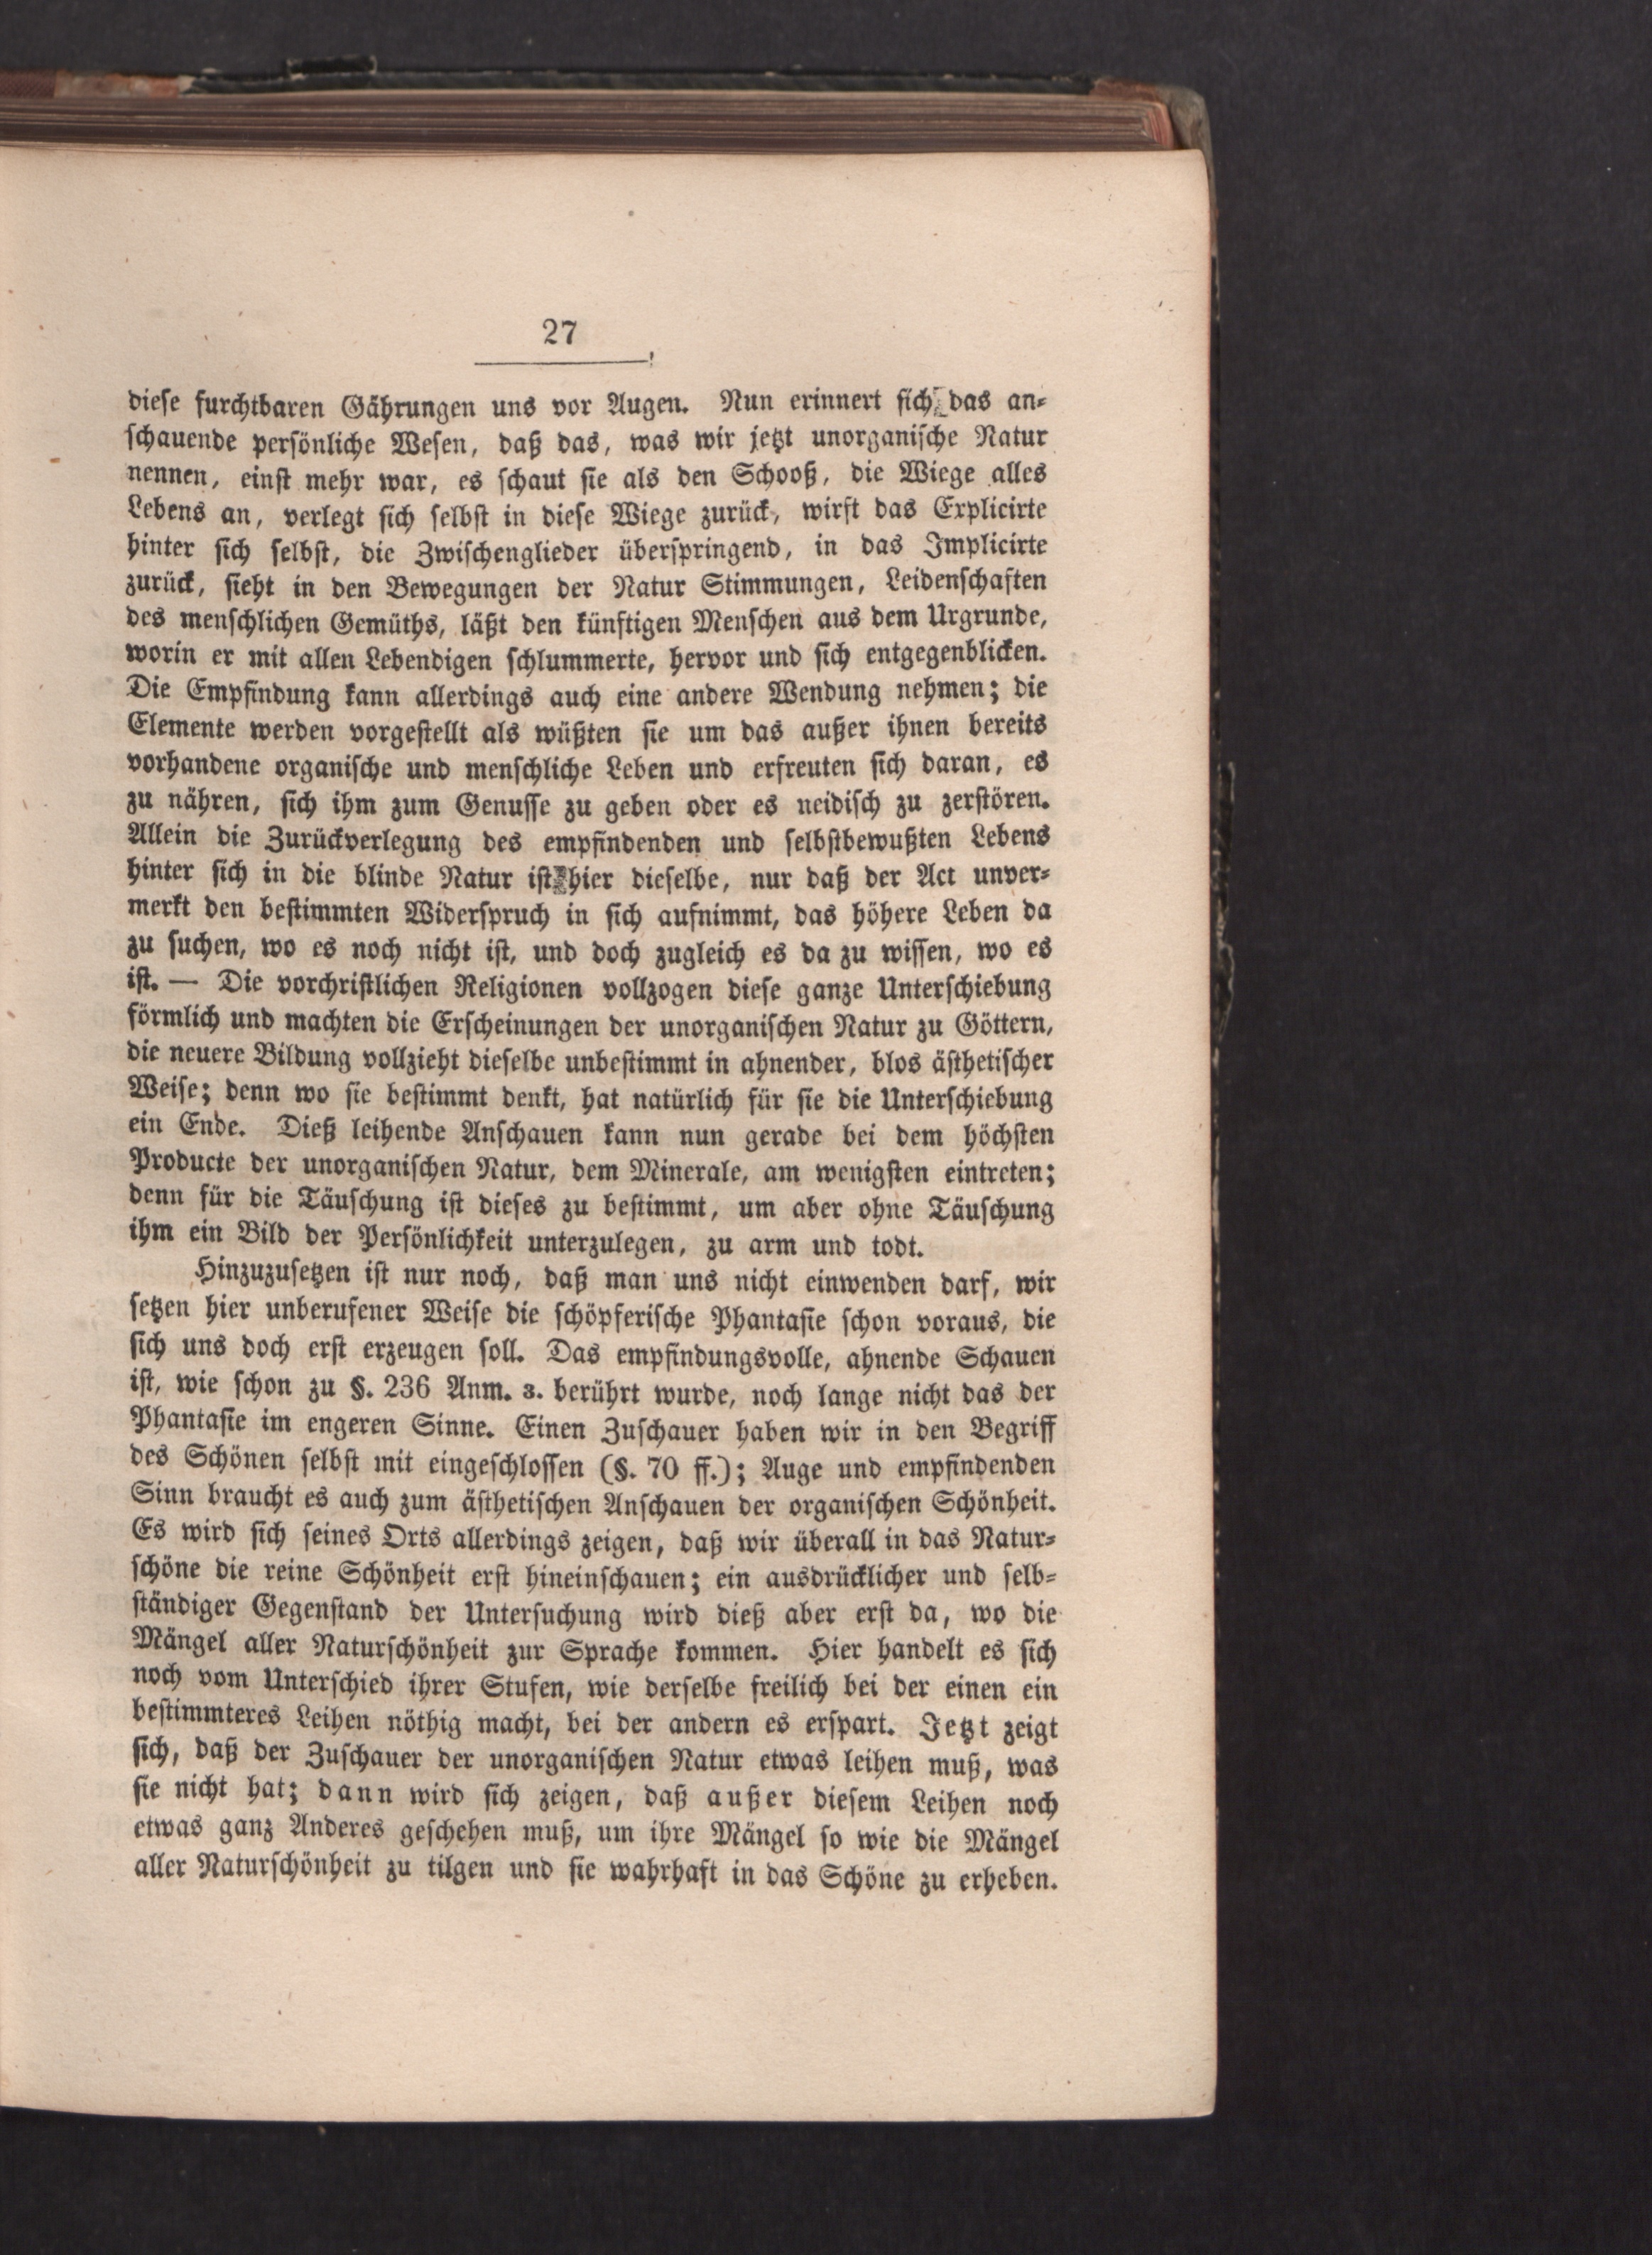 27
diese furchtbaren Gährungen uns vor Augen. Nun erinnert sich das an-
schauende persönliche Wesen, daß das, was wir jetzt unorganische Natur
nennen, einst mehr war, es schaut sie als den Schooß, die Wiege alles
Lebens an, verlegt sich selbst in diese Wiege zurück, wirft das Explicirte
hinter sich selbst, die Zwischenglieder überspringend, in das Implicirte
zurück, sieht in den Bewegungen der Natur Stimmungen, Leidenschaften
des menschlichen Gemüths, läßt den künftigen Menschen aus dem Urgrunde,
worin er mit allen Lebendigen schlummerte, hervor und sich entgegenblicken.
Die Empfindung kann allerdings auch eine andere Wendung nehmen; die
Elemente werden vorgestellt als wüßten sie um das außer ihnen bereits
vorhandene organische und menschliche Leben und erfreuten sich daran, es
zu nähren, sich ihm zum Genusse zu geben oder es neidisch zu zerstören.
Allein die Zurückverlegung des empfindenden und selbstbewußten Lebens
hinter sich in die blinde Natur ist hier dieselbe, nur daß der Act unver-
merkt den bestimmten Widerspruch in sich aufnimmt, das höhere Leben da
zu suchen, wo es noch nicht ist, und doch zugleich es da zu wissen, wo es
ist. — Die vorchristlichen Religionen vollzogen diese ganze Unterschiebung
förmlich und machten die Erscheinungen der unorganischen Natur zu Göttern,
die neuere Bildung vollzieht dieselbe unbestimmt in ahnender, blos ästhetischer
Weise; denn wo sie bestimmt denkt, hat natürlich für sie die Unterschiebung
ein Ende. Dieß leihende Anschauen kann nun gerade bei dem höchsten
Producte der unorganischen Natur, dem Minerale, am wenigsten eintreten;
denn für die Täuschung ist dieses zu bestimmt, um aber ohne Täuschung
ihm ein Bild der Persönlichkeit unterzulegen, zu arm und todt.
Hinzuzusetzen ist nur noch, daß man uns nicht einwenden darf, wir
setzen hier unberufener Weise die schöpferische Phantasie schon voraus, die
sich uns doch erst erzeugen soll. Das empfindungsvolle, ahnende Schauen
ist, wie schon zu §. 236 Anm. 3. berührt wurde, noch lange nicht das der
Phantasie im engeren Sinne. Einen Zuschauer haben wir in den Begriff
des Schönen selbst mit eingeschlossen (§. 70 ff.); Auge und empfindenden
Sinn braucht es auch zum ästhetischen Anschauen der organischen Schönheit.
Es wird sich seines Orts allerdings zeigen, daß wir überall in das Natur-
schöne die reine Schönheit erst hineinschauen; ein ausdrücklicher und selb-
ständiger Gegenstand der Untersuchung wird dieß aber erst da, wo die
Mängel aller Naturschönheit zur Sprache kommen. Hier handelt es sich
noch vom Unterschied ihrer Stufen, wie derselbe freilich bei der einen ein
bestimmteres Leihen nöthig macht, bei der andern es erspart. Jetzt zeigt
sich, daß der Zuschauer der unorganischen Natur etwas leihen muß, was
sie nicht hat; dann wird sich zeigen, daß außer diesem Leihen noch
etwas ganz Anderes geschehen muß, um ihre Mängel so wie die Mängel
aller Naturschönheit zu tilgen und sie wahrhaft in das Schöne zu erheben.